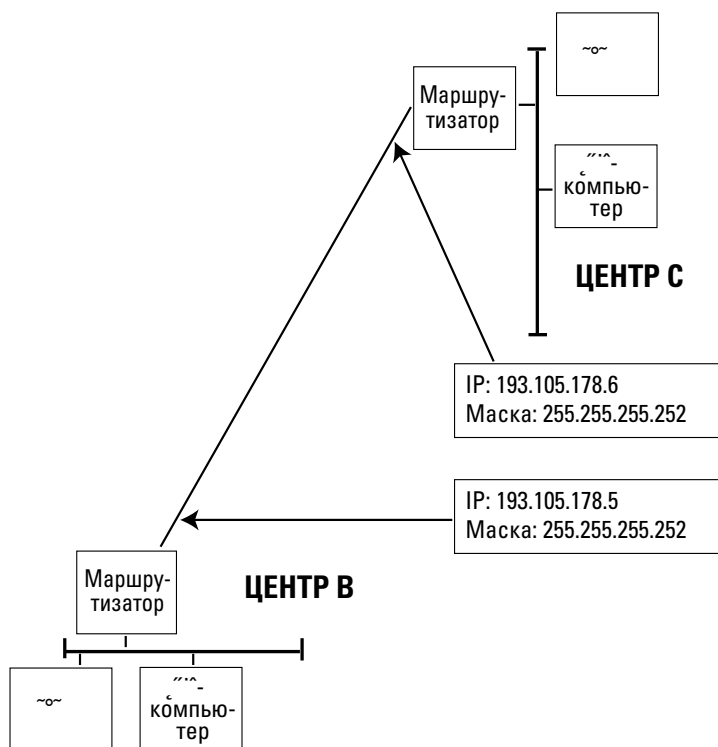 Маршру-
тизатор
компью-
тер
ЦЕНТР C
IP: 193.105.178.6
Маска: 255.255.255.252
IP: 193.105.178.5
Маска: 255.255.255.252
Маршру-
тизатор
ЦЕНТР B
компью-
тер